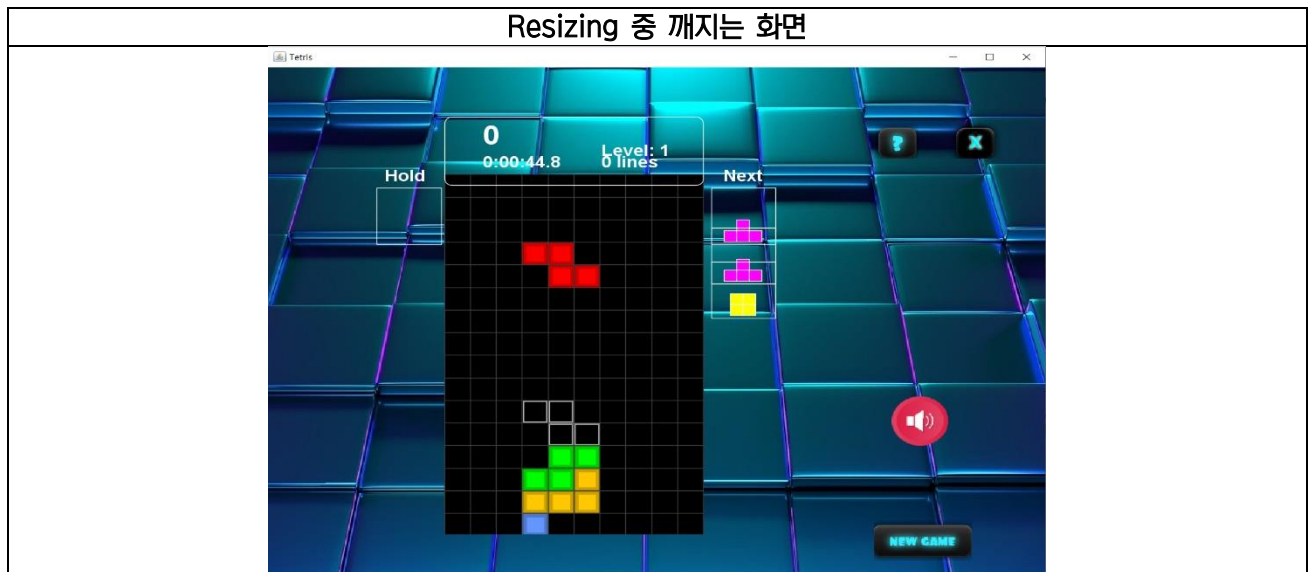 Resizing 중 깨지는 화면
Tetris
0
Level: 1
0:00:44.8
0 lines
Hold
Next
?
X
NEW GAME